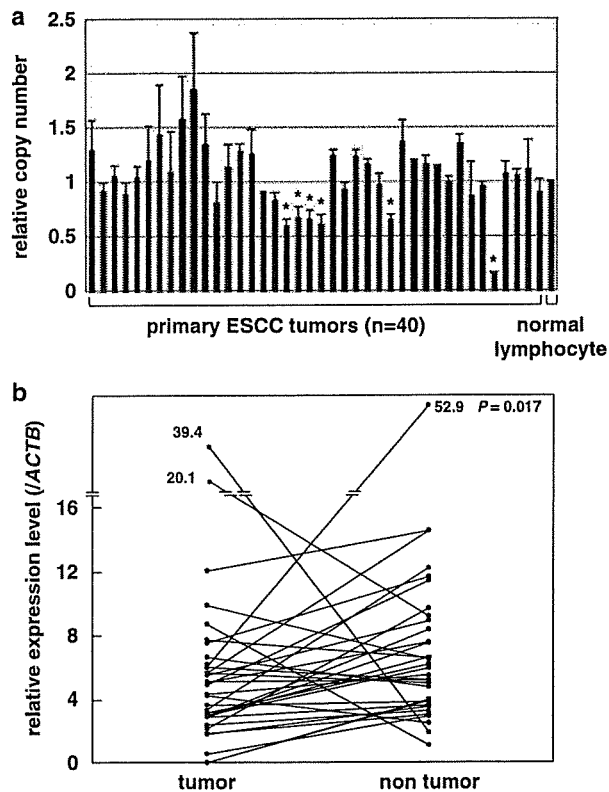 a
relative copy number
2.5
2
1.5
1
0.5
0
* * * * * *
primary ESCC tumors (n=40)
normal
lymphocyte
b
relative expression level (/ACTB)
39.4
20.1
52.9 P=0.017
16
12
8
4
0
tumor
non tumor